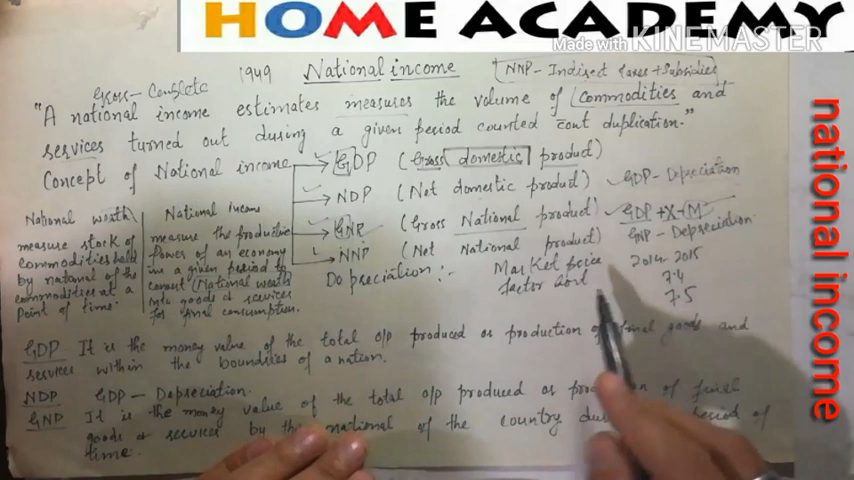 HOME ACADEMY
Made with KINEMASTER
Gross - Complete 1949 National income NNP - Indirect Taxes + Subsidies
"A national income estimates measures the volume of commodities and
services turned out during a given period counted out duplication."
Concept of National income
GDP (Gross domestic product)
NDP (Net domestic product) GDP - Depreciation
GNP (Gross National product) GDP + X - M
NNP (Net National product) GNP - Depreciation
National wealth
measure stock of
commodities held
by national of the
commodities at a
Point of time.
National Income
measure the productive
power of an economy
in a given period to
convert National wealth
into goods & services
for final consumption.
Depreciation :-
Market price
factor cost
2014-2015
7.4
7.5
GDP It is the money value of the total o/p produced or production of final goods and
services within the boundries of a nation.
NDP GDP - Depreciation.
GNP It is the money value of the total o/p produced or production of final
goods & services by the national of the country period of
time.
national income